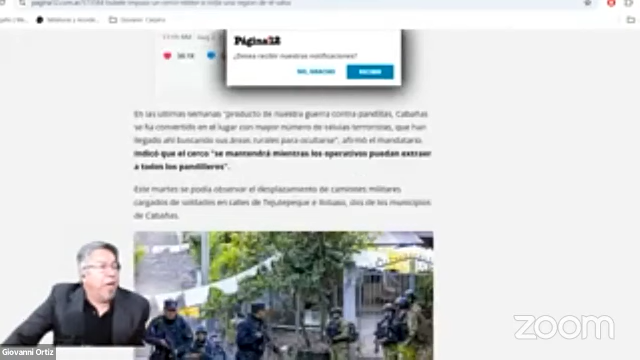 Página12
¿Desea recibir nuestras notificaciones?
NO, GRACIAS
RECIBIR
En las últimas semanas "producto de nuestra guerra contra pandillas, Cabañas
se ha convertido en el lugar con mayor número de células terroristas, que han
llegado ahí buscando sus áreas rurales para ocultarse", afirmó el mandatario.
Indicó que el cerco "se mantendrá mientras los operativos puedan extraer
a todos los pandilleros".
Este martes se podía observar el desplazamiento de camiones militares
cargados de soldados en calles de Tejutepeque e Ilobasco, dos de los municipios
de Cabañas.
zoom
Giovanni Ortiz